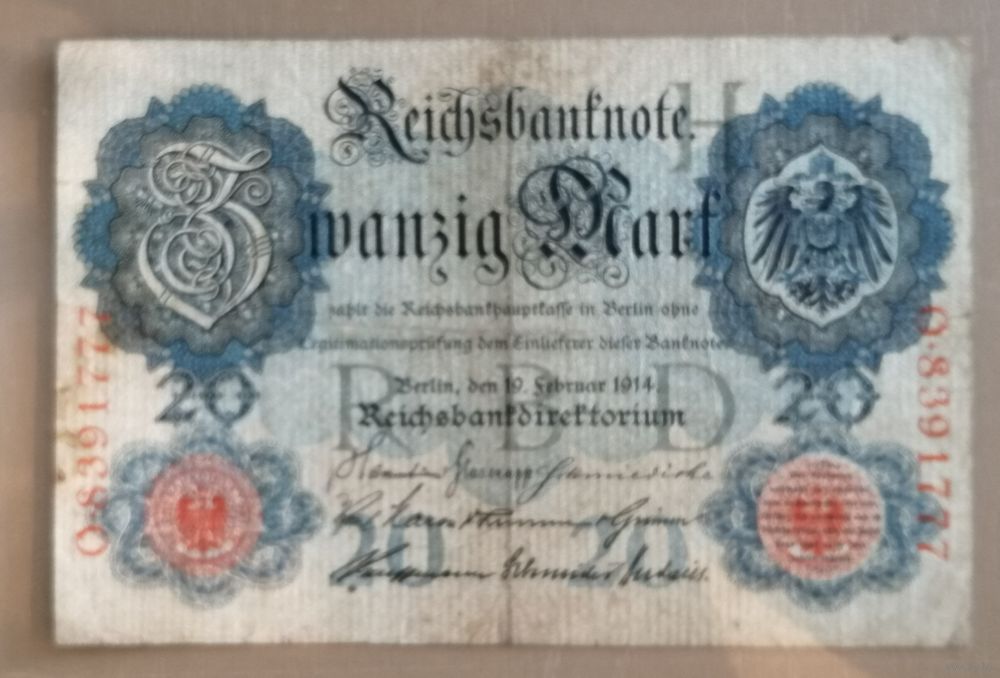 H
Reichsbanknote.
Zwanzig Mark
zahlt die Reichsbankhauptkasse in Berlin ohne
Legitimationsprüfung dem Einlieferer dieser Banknote
20
20
Berlin, den 19. Februar 1914.
Reichsbankdirektorium
R B D
20 20
O·8391777
O·8391777